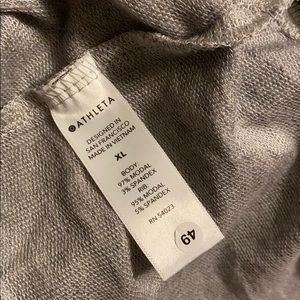 ATHLETA
DESIGNED IN
SAN FRANCISCO
MADE IN VIETNAM
XL
BODY:
97% MODAL
3% SPANDEX
RIB:
95% MODAL
5% SPANDEX
RN 54023
49